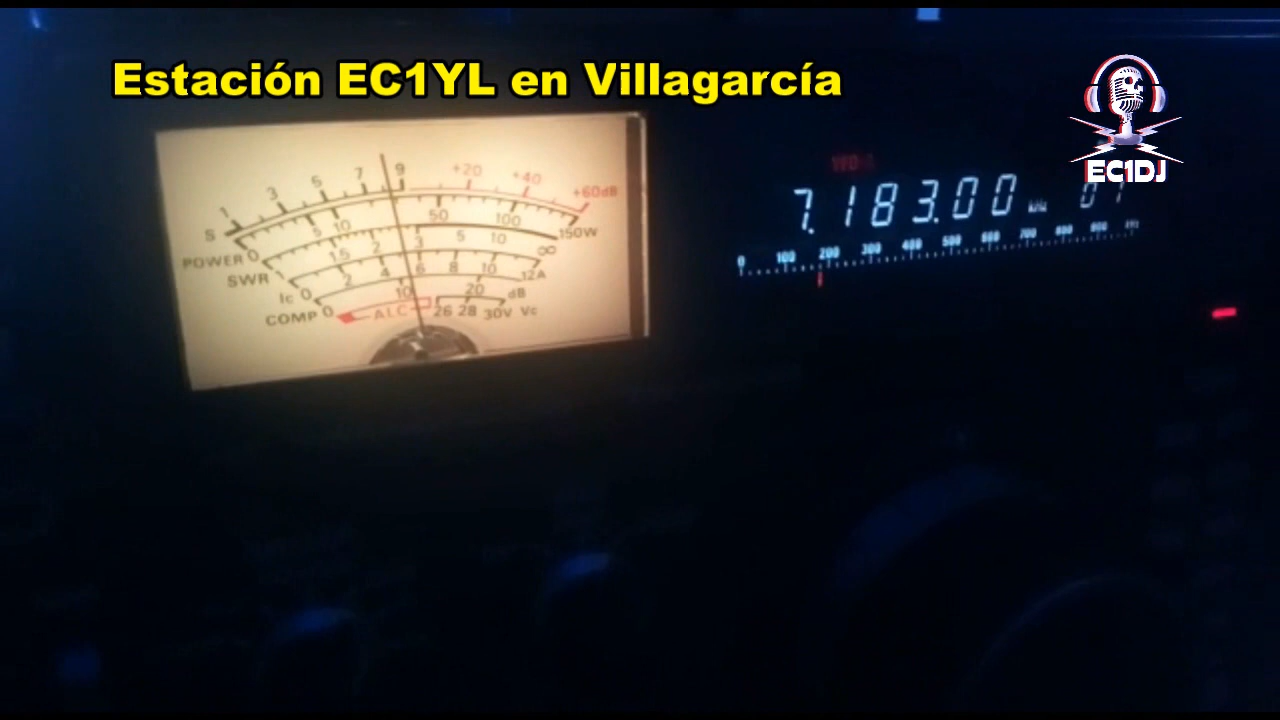 Estación EC1YL en Villagarcía
EC1DJ
S 1 3 5 7 9 +20 +40 +60dB
POWER 0 5 10 50 100 150W
SWR 1 1.5 2 3 5 10 ∞
Ic 0 2 4 6 8 10 12A
COMP 0 10 20 dB
ALC 26 28 30V Vc
7.183.00 kHz 01
0 100 200 300 400 500 600 700 800 900